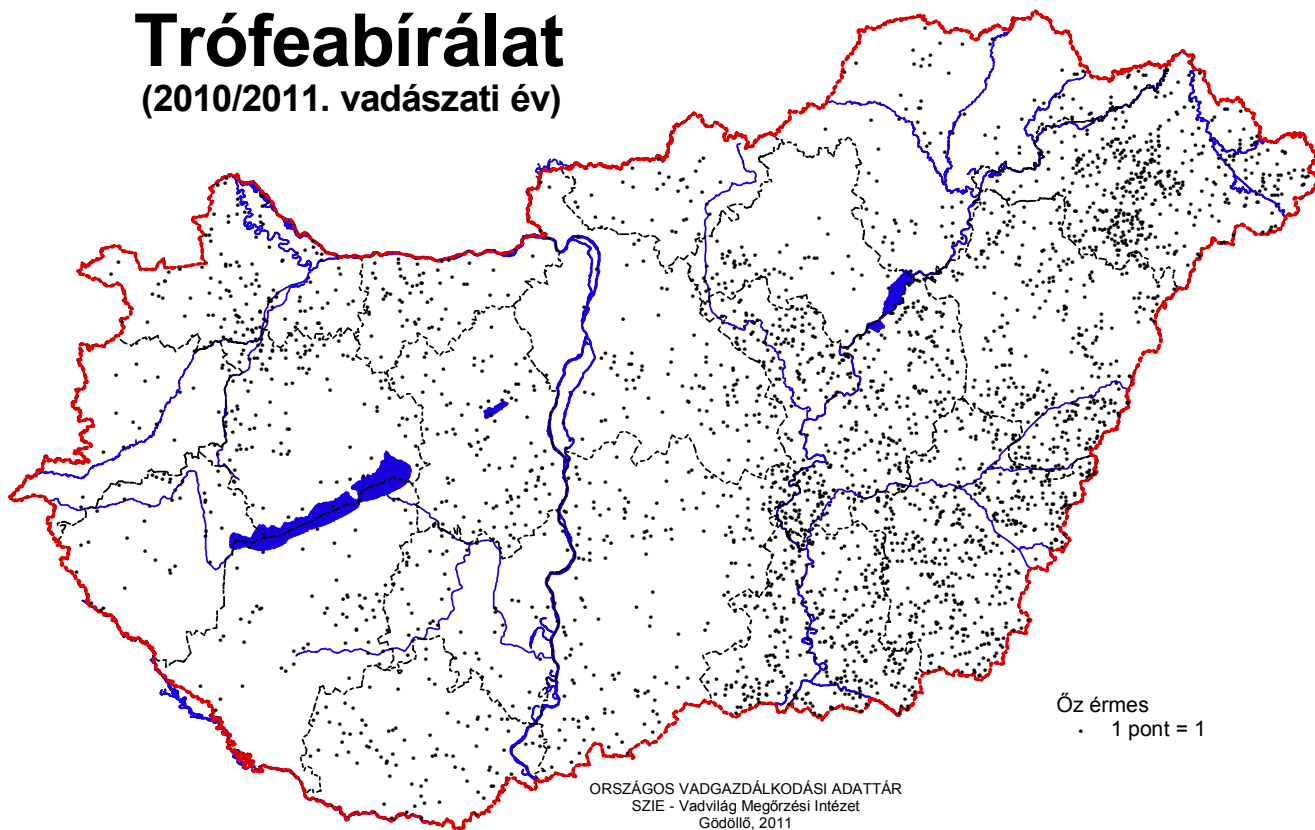 Trófeabírálat
(2010/2011. vadászati év)
Őz érmes
1 pont = 1
ORSZÁGOS VADGAZDÁLKODÁSI ADATTÁR
SZIE - Vadvilág Megőrzési Intézet
Gödöllő, 2011